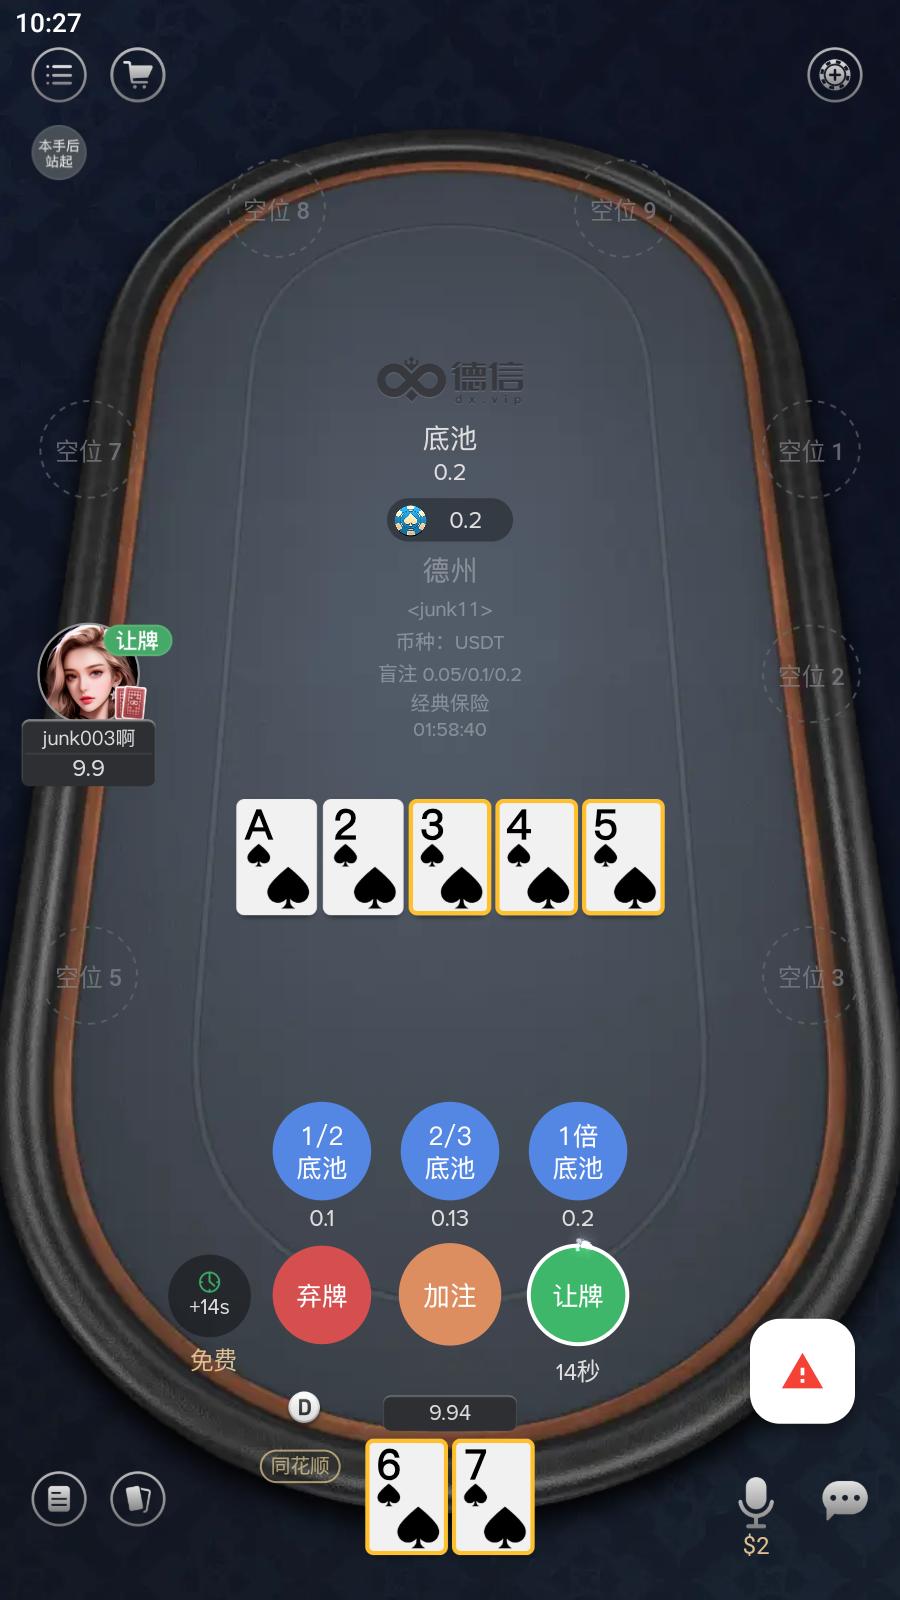 10:27
本手后
站起
空位 8
空位 9
德信
dx.vip
底池
0.2
0.2
空位 7
空位 1
德州
<junk11>
币种：USDT
盲注 0.05/0.1/0.2
经典保险
01:58:40
让牌
空位 2
junk003啊
9.9
A
2
3
4
5
空位 5
空位 3
1/2
底池
2/3
底池
1倍
底池
0.1
0.13
0.2
+14s
弃牌
加注
让牌
免费
14秒
D
9.94
同花顺
6
7
$2